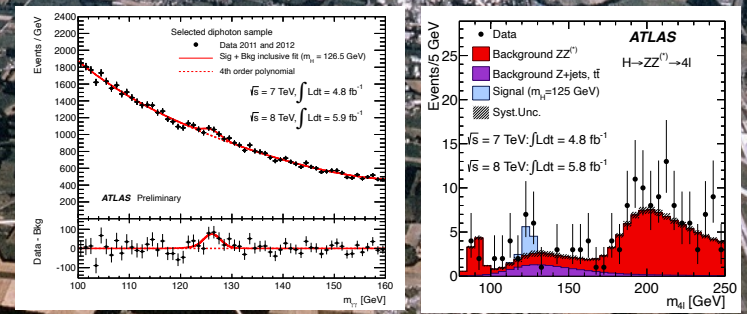 Selected diphoton sample
Data 2011 and 2012
Sig + Bkg inclusive fit (m_H = 126.5 GeV)
4th order polynomial
√s = 7 TeV, ∫Ldt = 4.8 fb⁻¹
√s = 8 TeV, ∫Ldt = 5.9 fb⁻¹
ATLAS Preliminary
Events / GeV
2400
2200
2000
1800
1600
1400
1200
1000
800
600
400
200
Data - Bkg
100
0
-100
100 110 120 130 140 150 160
m_γγ [GeV]
Data
ATLAS
Background ZZ(*)
H→ZZ(*)→4l
Background Z+jets, tt̄
Signal (m_H=125 GeV)
Syst.Unc.
√s = 7 TeV:∫Ldt = 4.8 fb⁻¹
√s = 8 TeV:∫Ldt = 5.8 fb⁻¹
Events/5 GeV
25
20
15
10
5
0
100 150 200 250
m_4l [GeV]